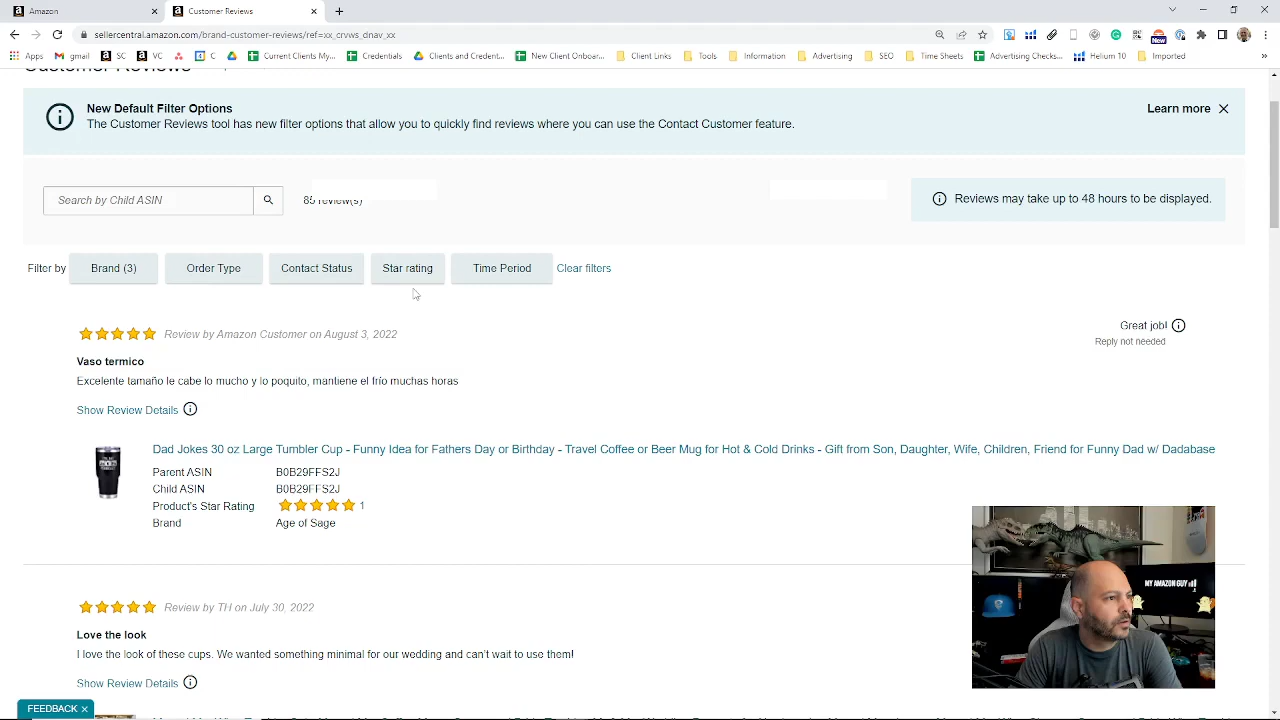 Amazon
Customer Reviews
sellercentral.amazon.com/brand-customer-reviews/ref=xx_crvws_dnav_xx
Apps gmail SC VC C Current Clients My... Credentials Clients and Credent... New Client Onboar... Client Links Tools Information Advertising SEO Time Sheets Advertising Checks... Helium 10 Imported »
New
Customer Reviews
New Default Filter Options
Learn more
The Customer Reviews tool has new filter options that allow you to quickly find reviews where you can use the Contact Customer feature.
Search by Child ASIN
review(s)
Reviews may take up to 48 hours to be displayed.
Filter by Brand (3) Order Type Contact Status Star rating Time Period Clear filters
Review by Amazon Customer on August 3, 2022
Great job!
Reply not needed
Vaso termico
Excelente tamaño le cabe lo mucho y lo poquito, mantiene el frío muchas horas
Show Review Details
Dad Jokes 30 oz Large Tumbler Cup - Funny Idea for Fathers Day or Birthday - Travel Coffee or Beer Mug for Hot & Cold Drinks - Gift from Son, Daughter, Wife, Children, Friend for Funny Dad w/ Dadabase
Parent ASIN B0B29FFS2J
Child ASIN B0B29FFS2J
Product's Star Rating 1
Brand Age of Sage
MY AMAZON GUY
Review by TH on July 30, 2022
Love the look
I love the look of these cups. We wanted something minimal for our wedding and can't wait to use them!
Show Review Details
FEEDBACK